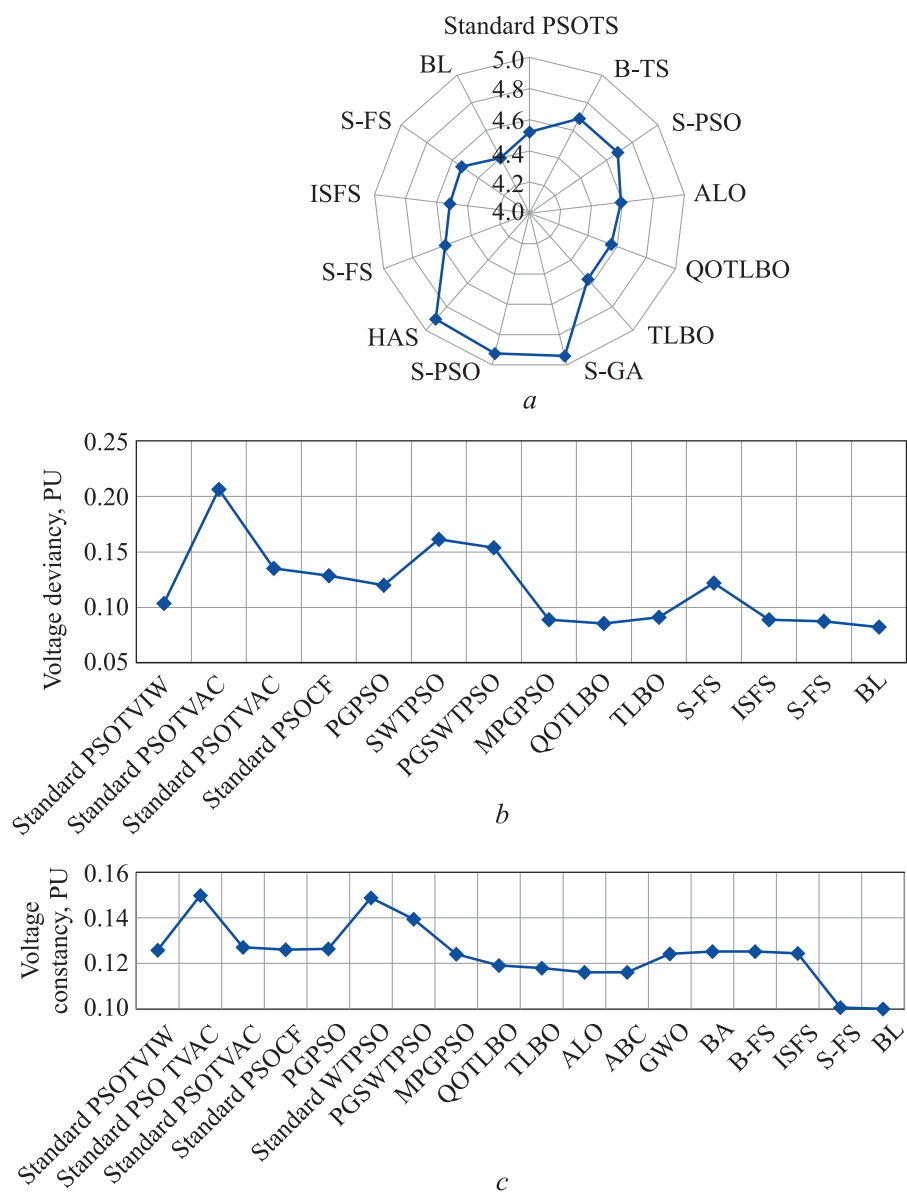 Standard PSOTS
BL
5.0
B-TS
4.8
S-FS
4.6
S-PSO
4.4
ISFS
4.2
ALO
4.0
S-FS
QOTLBO
HAS
TLBO
S-PSO
S-GA
a
Voltage deviancy, PU
0.25
0.20
0.15
0.10
0.05
Standard PSOTVIW
Standard PSOTVAC
Standard PSOTVAC
Standard PSOCF
PGPSO
SWTPSO
PGSWTPSO
MPGPSO
QOTLBO
TLBO
S-FS
ISFS
S-FS
BL
b
Voltage
constancy, PU
0.16
0.14
0.12
0.10
Standard PSOTVIW
Standard PSO TVAC
Standard PSOTVAC
Standard PSOCF
PGPSO
Standard WTPSO
PGSWTPSO
MPGPSO
QOTLBO
TLBO
ALO
ABC
GWO
BA
B-FS
ISFS
S-FS
BL
c